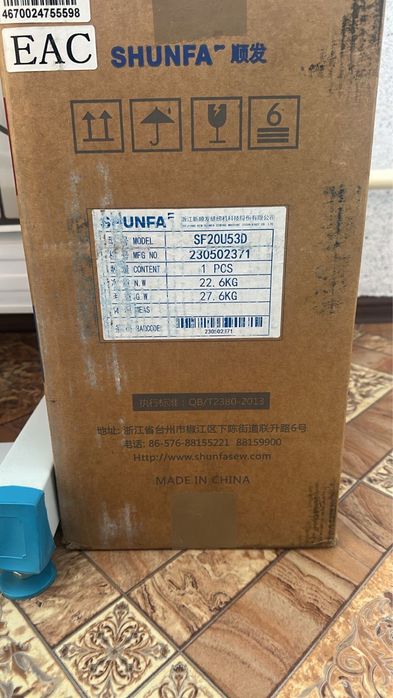 4670024755598
EAC
SHUNFA 顺发
6
SHUNFA 浙江新顺发缝纫机科技股份有限公司
MODEL SF20U53D
MFG NO 230502371
CONTENT 1 PCS
N.W 22.6KG
G.W 27.6KG
MEAS
BARCODE: 230502371
执行标准：QB/T2380-2013
地址: 浙江省台州市椒江区下陈街道联升路6号
电话: 86-576-88155221 88159900
Http://www.shunfasew.com
MADE IN CHINA